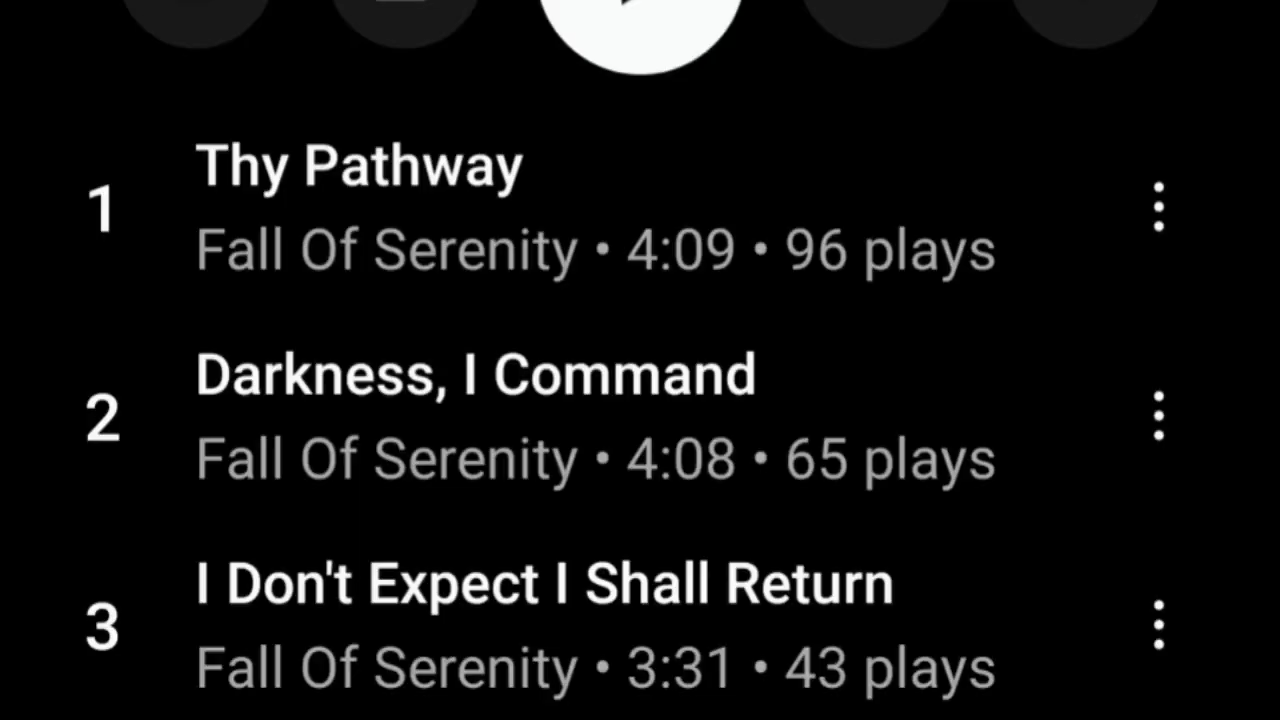 1
Thy Pathway
Fall Of Serenity • 4:09 • 96 plays
2
Darkness, I Command
Fall Of Serenity • 4:08 • 65 plays
3
I Don't Expect I Shall Return
Fall Of Serenity • 3:31 • 43 plays